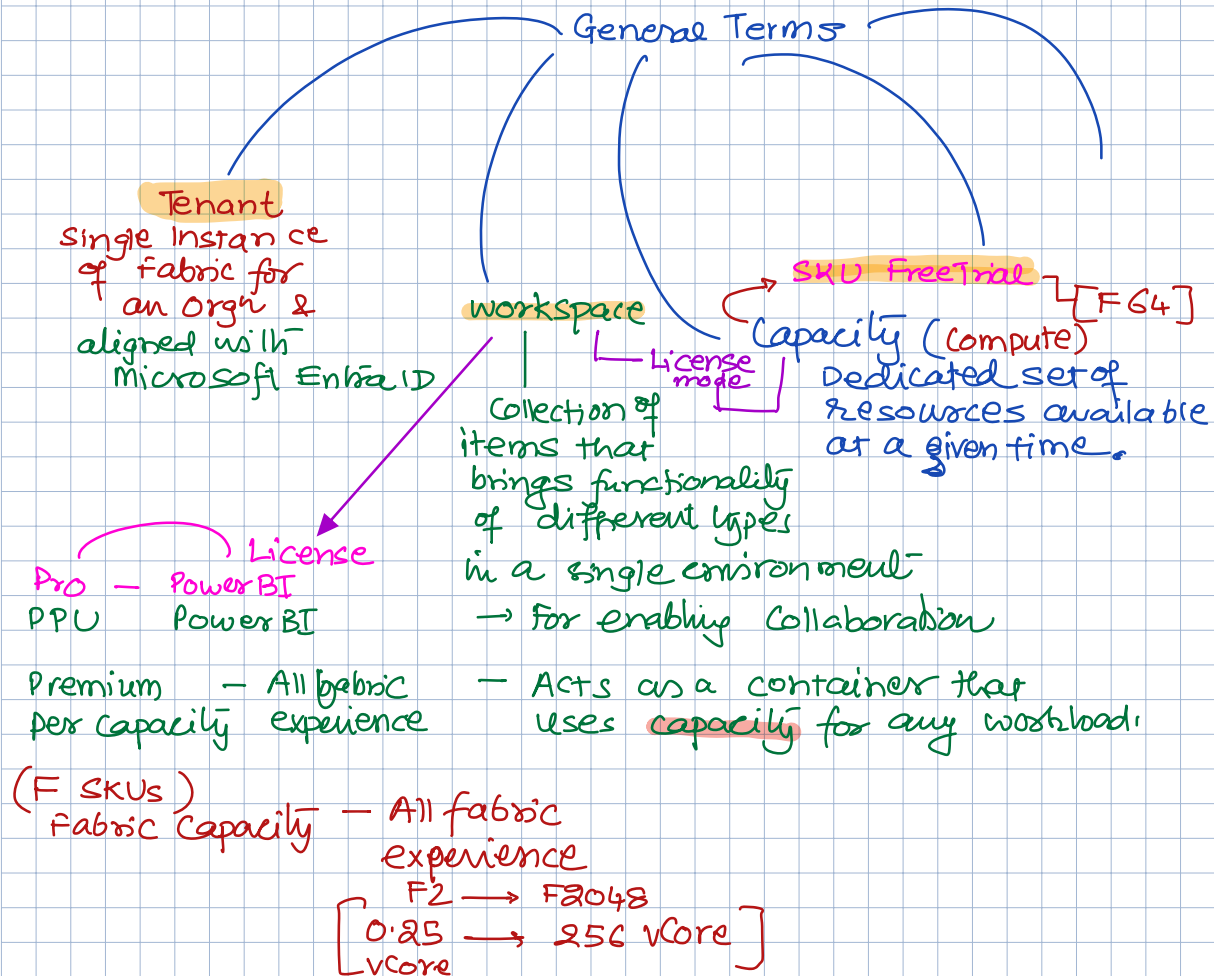 General Terms
Tenant
Single Instance
of Fabric for
an orgn &
aligned with
Microsoft Entra ID
workspace
License
mode
Collection of
items that
brings functionality
of different types
in a single environment
→ For enabling Collaboration
— Acts as a container that
uses capacity for any workload.
SKU FreeTrial
[F64]
Capacity (Compute)
Dedicated set of
resources available
at a given time.
License
Pro — PowerBI
PPU PowerBI
Premium — All fabric
Per capacity experience
(F SKUs)
Fabric Capacity — All fabric
experience
F2 → F2048
[0.25 → 256 vCore]
vCore